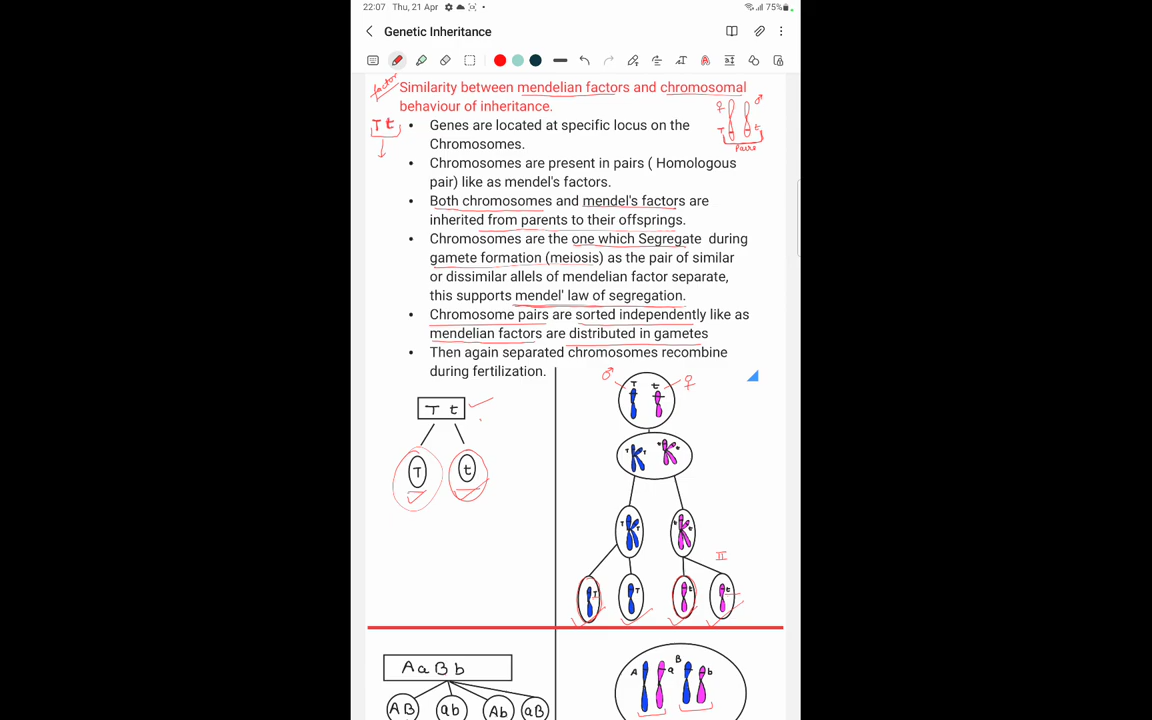 22:07 Thu, 21 Apr
75%
Genetic Inheritance
factor
Similarity between mendelian factors and chromosomal
behaviour of inheritance.
T t
♀ ♂
T t
Pairs
• Genes are located at specific locus on the
Chromosomes.
• Chromosomes are present in pairs ( Homologous
pair) like as mendel's factors.
• Both chromosomes and mendel's factors are
inherited from parents to their offsprings.
• Chromosomes are the one which Segregate during
gamete formation (meiosis) as the pair of similar
or dissimilar allels of mendelian factor separate,
this supports mendel' law of segregation.
• Chromosome pairs are sorted independently like as
mendelian factors are distributed in gametes
• Then again separated chromosomes recombine
during fertilization.
T t
T t
♂ T t ♀
T T
T T t
II
T T t t
A a B b
AB ab Ab aB
A a B b